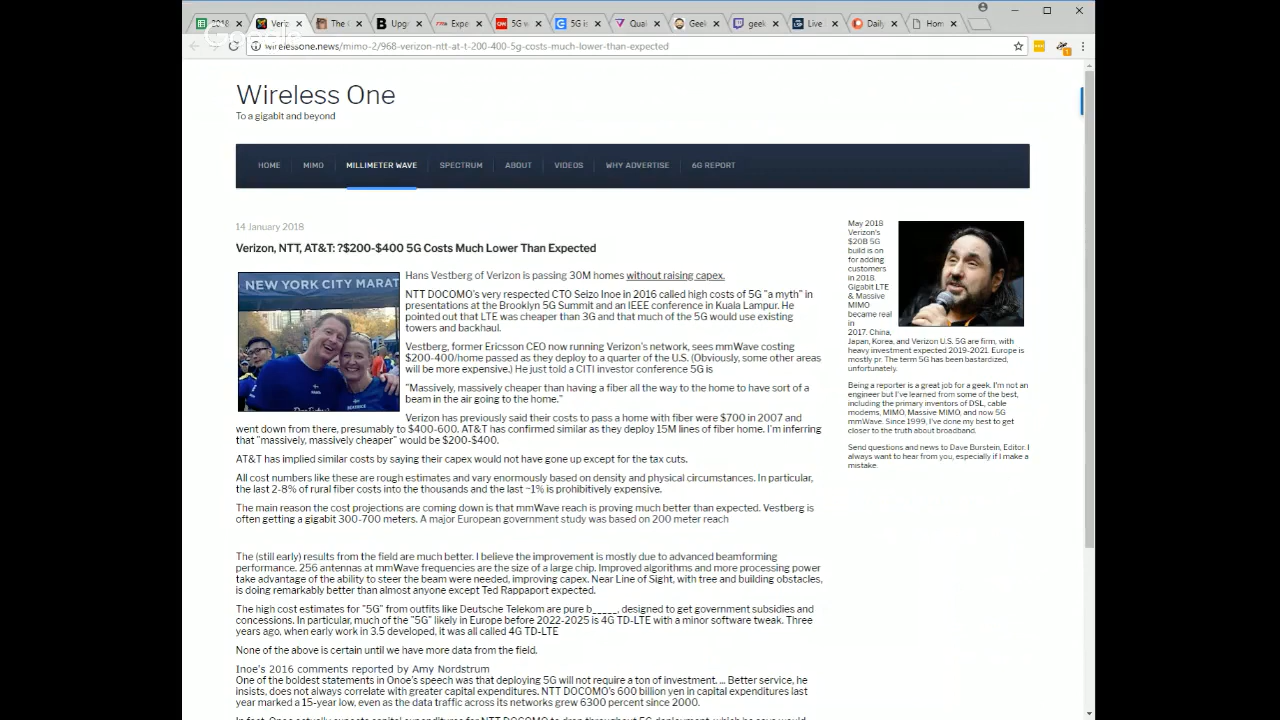 2018
Veriz
The
Upgr
Expe
5G w
5G is
Qual
Geek
geek
Live
Daily
Hom
Google
wirelessone.news/mimo-2/968-verizon-ntt-at-t-200-400-5g-costs-much-lower-than-expected
Wireless One
To a gigabit and beyond
HOME MIMO MILLIMETER WAVE SPECTRUM ABOUT VIDEOS WHY ADVERTISE 6G REPORT
14 January 2018
Verizon, NTT, AT&T: ?$200-$400 5G Costs Much Lower Than Expected
NEW YORK CITY MARAT
Hans Vestberg of Verizon is passing 30M homes without raising capex.
NTT DOCOMO's very respected CTO Seizo Inoe in 2016 called high costs of 5G "a myth" in
presentations at the Brooklyn 5G Summit and an IEEE conference in Kuala Lampur. He
pointed out that LTE was cheaper than 3G and that much of the 5G would use existing
towers and backhaul.
Vestberg, former Ericsson CEO now running Verizon's network, sees mmWave costing
$200-400/home passed as they deploy to a quarter of the U.S. (Obviously, some other areas
will be more expensive.) He just told a CITI investor conference 5G is
"Massively, massively cheaper than having a fiber all the way to the home to have sort of a
beam in the air going to the home."
Verizon has previously said their costs to pass a home with fiber were $700 in 2007 and
went down from there, presumably to $400-600. AT&T has confirmed similar as they deploy 15M lines of fiber home. I'm inferring
that "massively, massively cheaper" would be $200-$400.
AT&T has implied similar costs by saying their capex would not have gone up except for the tax cuts.
All cost numbers like these are rough estimates and vary enormously based on density and physical circumstances. In particular,
the last 2-8% of rural fiber costs into the thousands and the last ~1% is prohibitively expensive.
The main reason the cost projections are coming down is that mmWave reach is proving much better than expected. Vestberg is
often getting a gigabit 300-700 meters. A major European government study was based on 200 meter reach
The (still early) results from the field are much better. I believe the improvement is mostly due to advanced beamforming
performance. 256 antennas at mmWave frequencies are the size of a large chip. Improved algorithms and more processing power
take advantage of the ability to steer the beam were needed, improving capex. Near Line of Sight, with tree and building obstacles,
is doing remarkably better than almost anyone except Ted Rappaport expected.
The high cost estimates for "5G" from outfits like Deutsche Telekom are pure b_____, designed to get government subsidies and
concessions. In particular, much of the "5G" likely in Europe before 2022-2025 is 4G TD-LTE with a minor software tweak. Three
years ago, when early work in 3.5 developed, it was all called 4G TD-LTE
None of the above is certain until we have more data from the field.
Inoe's 2016 comments reported by Amy Nordstrum
One of the boldest statements in Onoe's speech was that deploying 5G will not require a ton of investment. ... Better service, he
insists, does not always correlate with greater capital expenditures. NTT DOCOMO's 600 billion yen in capital expenditures last
year marked a 15-year low, even as the data traffic across its networks grew 6300 percent since 2000.
May 2018
Verizon's
$20B 5G
build is on
for adding
customers
in 2018.
Gigabit LTE
& Massive
MIMO
became real
in
2017. China,
Japan, Korea, and Verizon U.S. 5G are firm, with
heavy investment expected 2019-2021. Europe is
mostly pr. The term 5G has been bastardized,
unfortunately.
Being a reporter is a great job for a geek. I'm not an
engineer but I've learned from some of the best,
including the primary inventors of DSL, cable
modems, MIMO, Massive MIMO, and now 5G
mmWave. Since 1999, I've done my best to get
closer to the truth about broadband.
Send questions and news to Dave Burstein, Editor. I
always want to hear from you, especially if I make a
mistake.